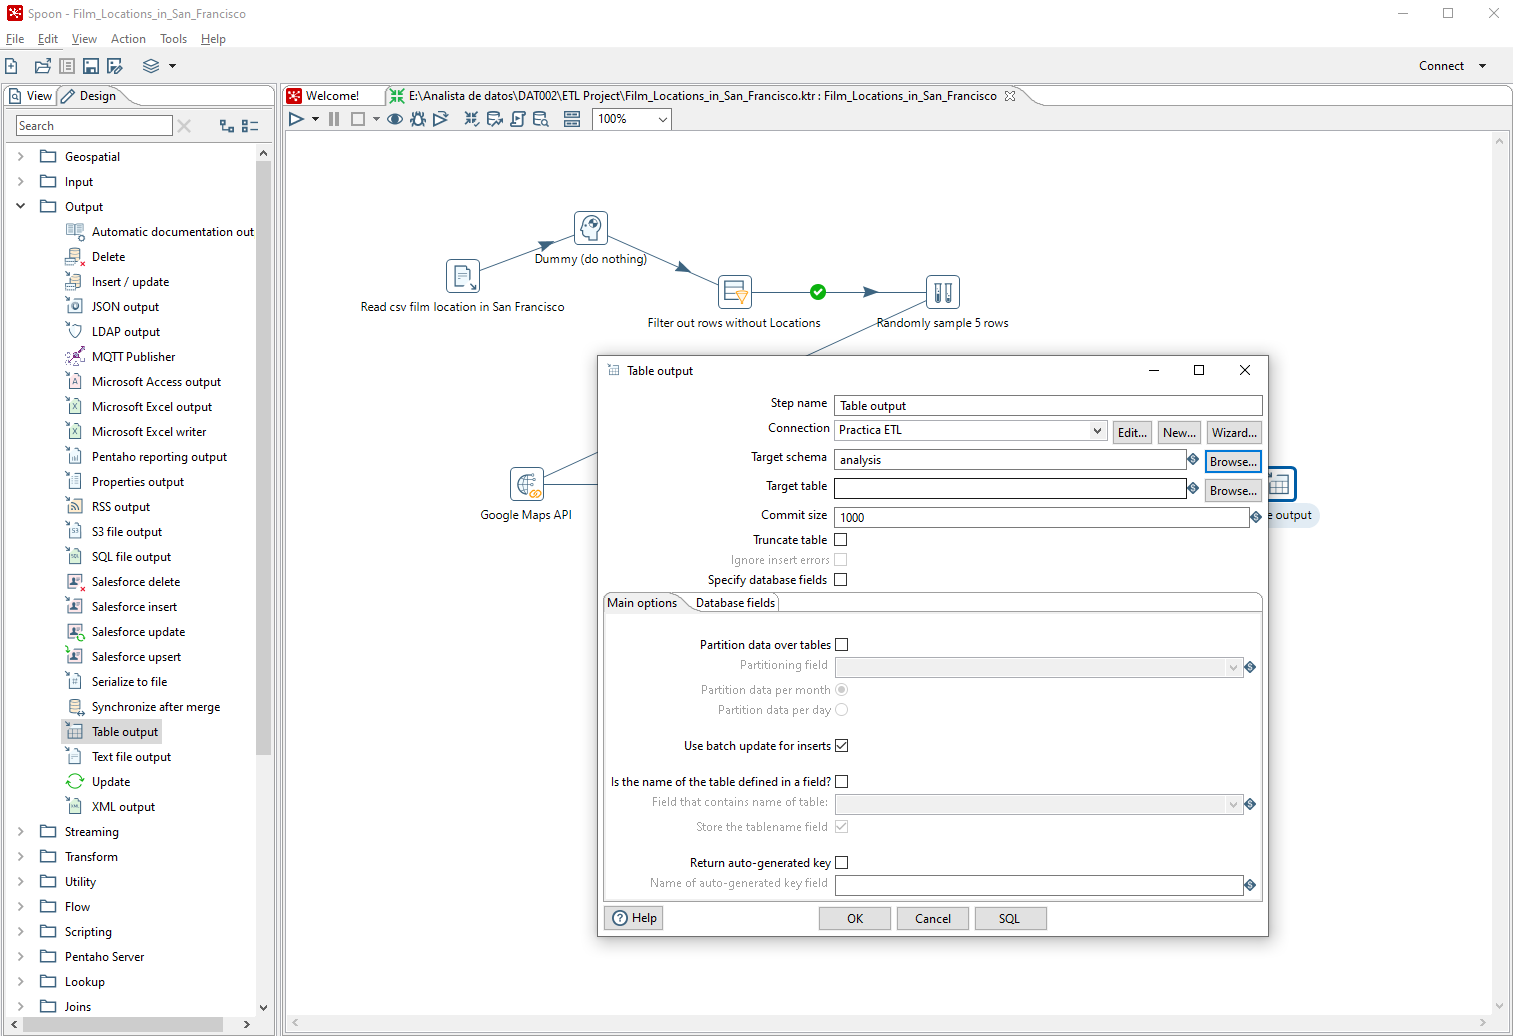 Spoon - Film_Locations_in_San_Francisco
File Edit View Action Tools Help
Connect
View Design
Welcome! E:\Analista de datos\DAT002\ETL Project\Film_Locations_in_San_Francisco.ktr : Film_Locations_in_San_Francisco
100%
Search
Geospatial
Input
Output
Automatic documentation out
Delete
Insert / update
JSON output
LDAP output
MQTT Publisher
Microsoft Access output
Microsoft Excel output
Microsoft Excel writer
Pentaho reporting output
Properties output
RSS output
S3 file output
SQL file output
Salesforce delete
Salesforce insert
Salesforce update
Salesforce upsert
Serialize to file
Synchronize after merge
Table output
Text file output
Update
XML output
Streaming
Transform
Utility
Flow
Scripting
Pentaho Server
Lookup
Joins
Dummy (do nothing)
Read csv film location in San Francisco
Filter out rows without Locations
Randomly sample 5 rows
Google Maps API
e output
Table output
Step name Table output
Connection Practica ETL Edit... New... Wizard...
Target schema analysis Browse...
Target table Browse...
Commit size 1000
Truncate table
Ignore insert errors
Specify database fields
Main options Database fields
Partition data over tables
Partitioning field
Partition data per month
Partition data per day
Use batch update for inserts
Is the name of the table defined in a field?
Field that contains name of table:
Store the tablename field
Return auto-generated key
Name of auto-generated key field
Help OK Cancel SQL